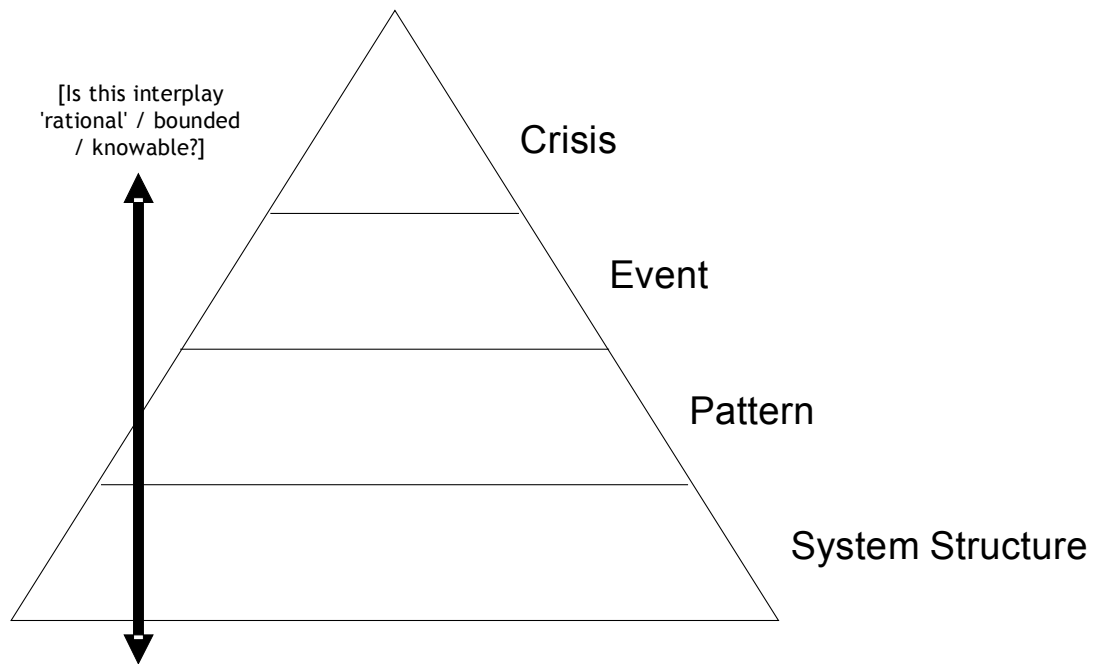 [Is this interplay
'rational' / bounded
/ knowable?]
Crisis
Event
Pattern
System Structure